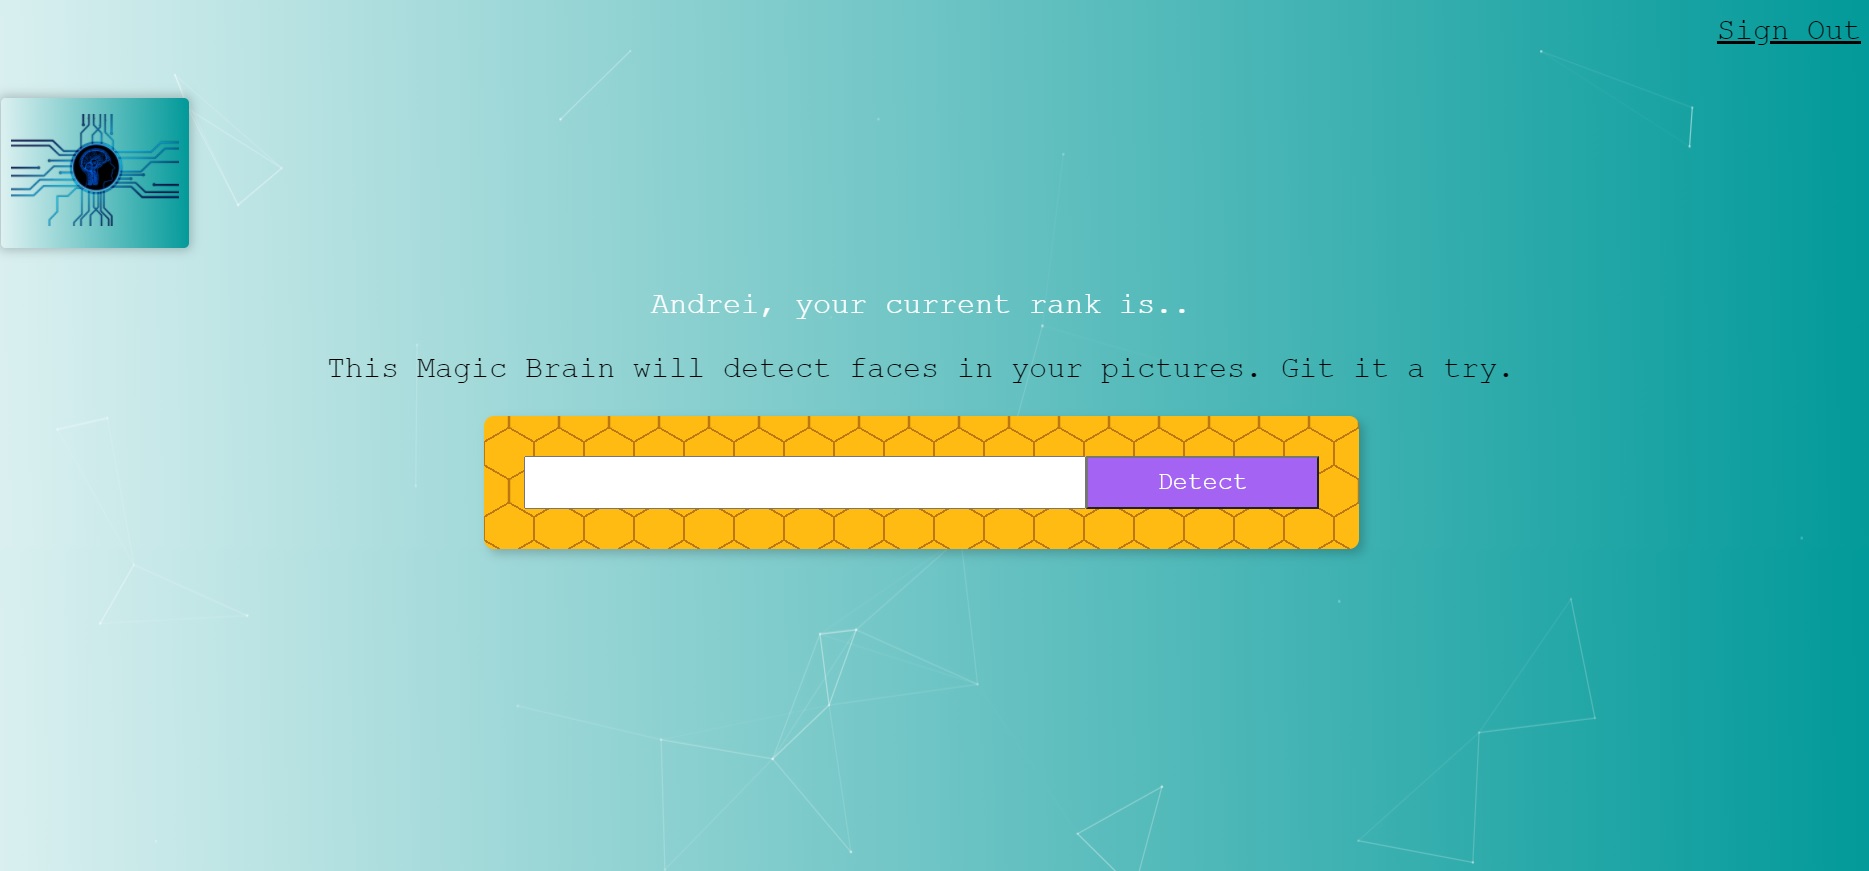 Sign Out
Andrei, your current rank is..
This Magic Brain will detect faces in your pictures. Git it a try.
Detect